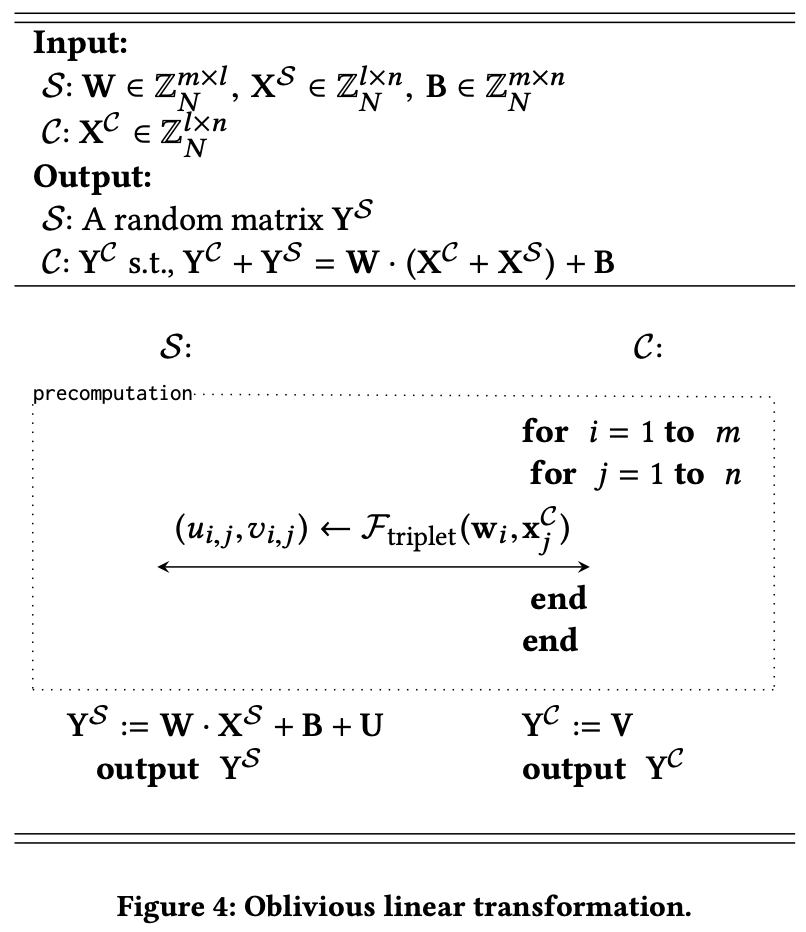 Input:
𝒮: W ∈ ℤ_N^{m×l}, X^𝒮 ∈ ℤ_N^{l×n}, B ∈ ℤ_N^{m×n}
𝒞: X^𝒞 ∈ ℤ_N^{l×n}
Output:
𝒮: A random matrix Y^𝒮
𝒞: Y^𝒞 s.t., Y^𝒞 + Y^𝒮 = W · (X^𝒞 + X^𝒮) + B
𝒮: 𝒞:
precomputation
for i = 1 to m
for j = 1 to n
(u_{i,j}, v_{i,j}) ← ℱ_triplet(w_i, x_j^𝒞)
end
end
Y^𝒮 := W · X^𝒮 + B + U Y^𝒞 := V
output Y^𝒮 output Y^𝒞
Figure 4: Oblivious linear transformation.